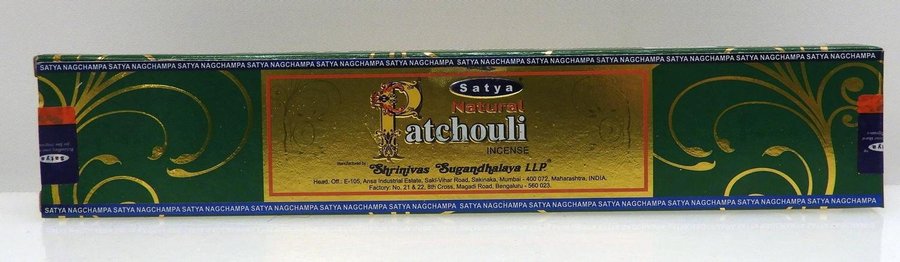 SATYA NAGCHAMPA SATYA NAGCHAMPA SATYA NAGCHAMPA SATYA NAGCHAMPA SATYA NAGCHAMPA SATYA NAGCHAMPA SATYA NAGCHAMPA SATYA NAGCHAMPA SATYA NAGCHAMPA SATYA NAGCHAMPA SATYA NAGCHAMPA SATYA NAGCHAMPA
Satya
Natural
Patchouli
INCENSE
Manufactured by
Shrinivas Sugandhalaya LLP.
Head. Off.: E-105, Ansa Industrial Estate, Saki-Vihar Road, Sakinaka, Mumbai - 400 072, Maharashtra, INDIA.
Factory: No, 21 & 22, 8th Cross, Magadi Road, Bengaluru - 560 023.
Satya
Satya
SATYA NAGCHAMPA SATYA NAGCHAMPA SATYA NAGCHAMPA SATYA NAGCHAMPA SATYA NAGCHAMPA SATYA NAGCHAMPA SATYA NAGCHAMPA SATYA NAGCHAMPA SATYA NAGCHAMPA SATYA NAGCHAMPA SATYA NAGCHAMPA SATYA NAGCHAMPA